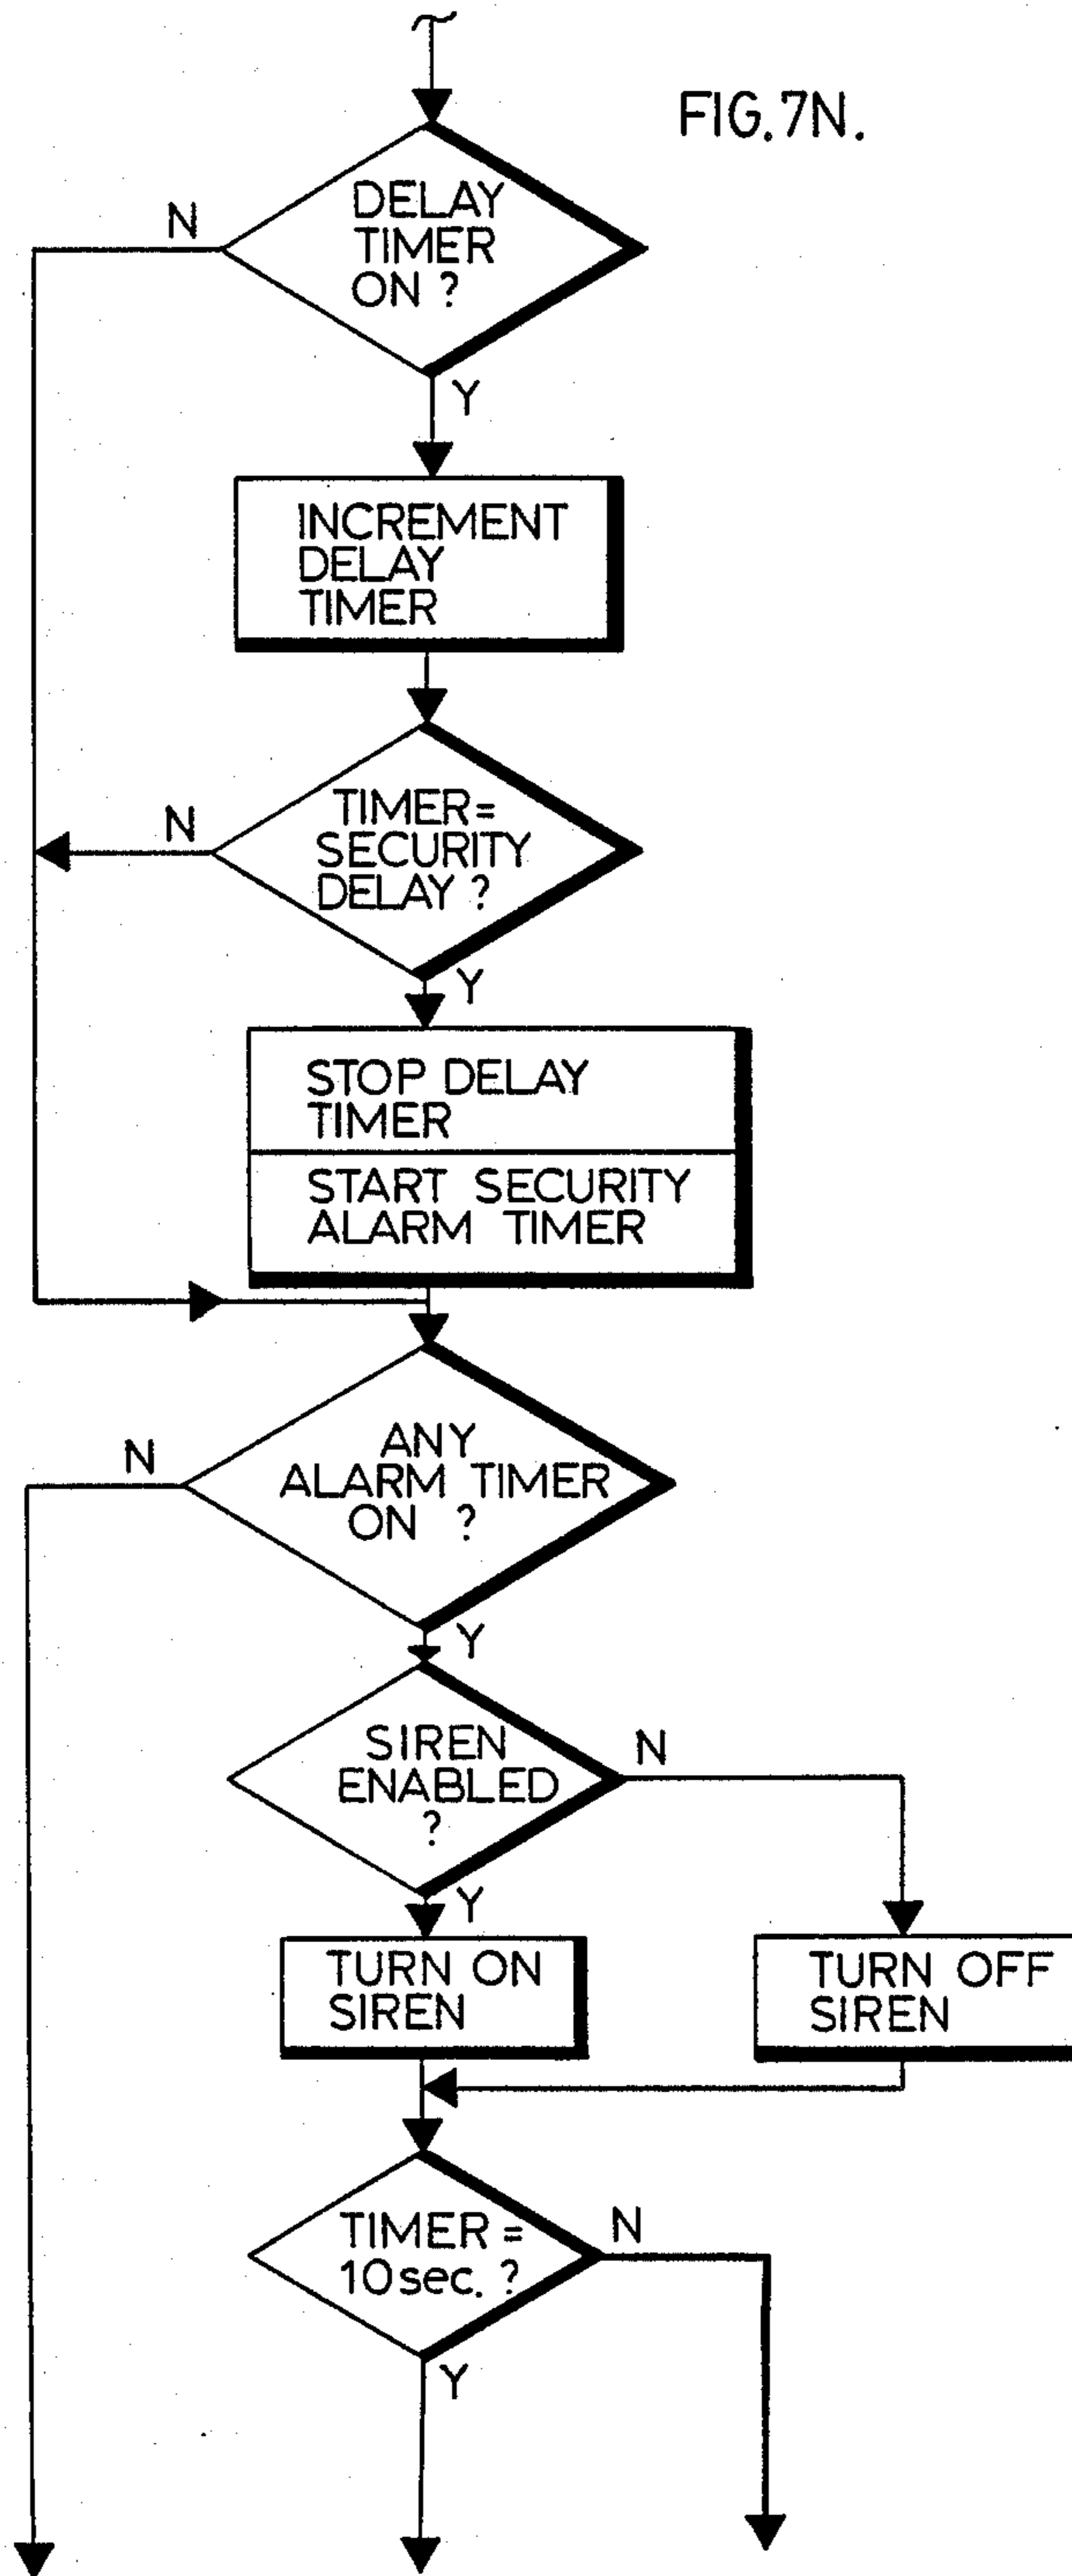 FIG. 7N.
DELAY
TIMER
ON ?
N
Y
INCREMENT
DELAY
TIMER
TIMER =
SECURITY
DELAY ?
N
Y
STOP DELAY
TIMER
START SECURITY
ALARM TIMER
ANY
ALARM TIMER
ON ?
N
Y
SIREN
ENABLED
?
N
Y
TURN ON
SIREN
TURN OFF
SIREN
TIMER =
10 sec. ?
N
Y